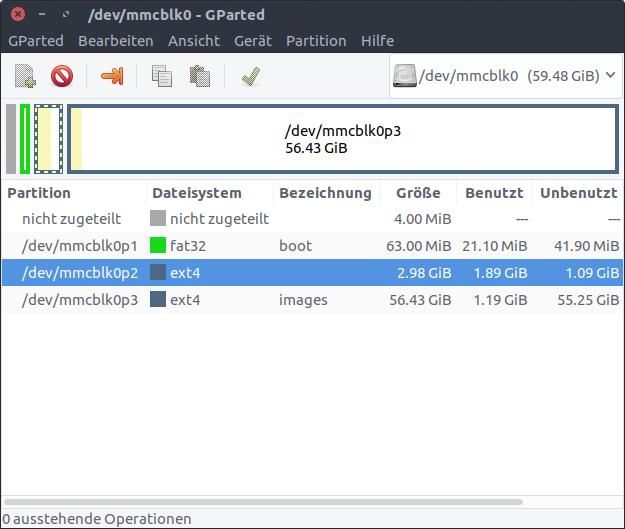 /dev/mmcblk0 - GParted
GParted Bearbeiten Ansicht Gerät Partition Hilfe
/dev/mmcblk0 (59.48 GiB)
/dev/mmcblk0p3
56.43 GiB
Partition Dateisystem Bezeichnung Größe Benutzt Unbenutzt
nicht zugeteilt nicht zugeteilt 4.00 MiB --- ---
/dev/mmcblk0p1 fat32 boot 63.00 MiB 21.10 MiB 41.90 MiB
/dev/mmcblk0p2 ext4 2.98 GiB 1.89 GiB 1.09 GiB
/dev/mmcblk0p3 ext4 images 56.43 GiB 1.19 GiB 55.25 GiB
0 ausstehende Operationen